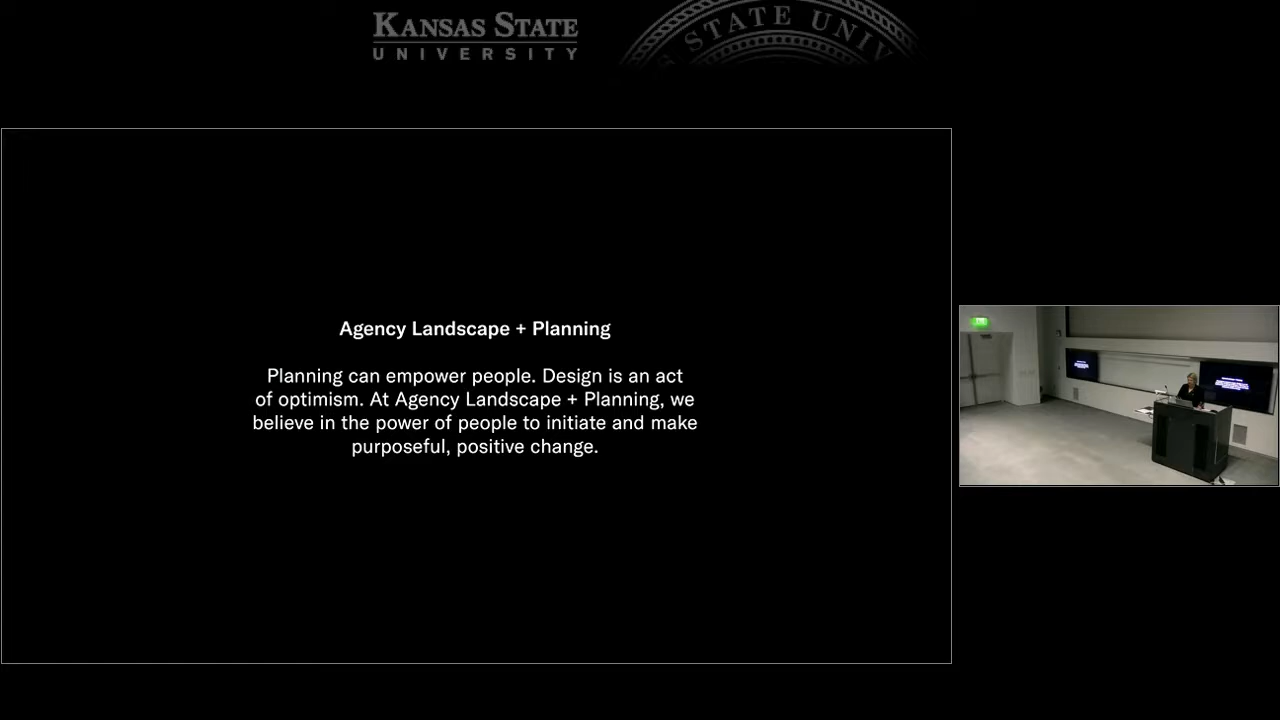 KANSAS STATE
UNIVERSITY
STATE UNIV
Agency Landscape + Planning
Planning can empower people. Design is an act
of optimism. At Agency Landscape + Planning, we
believe in the power of people to initiate and make
purposeful, positive change.